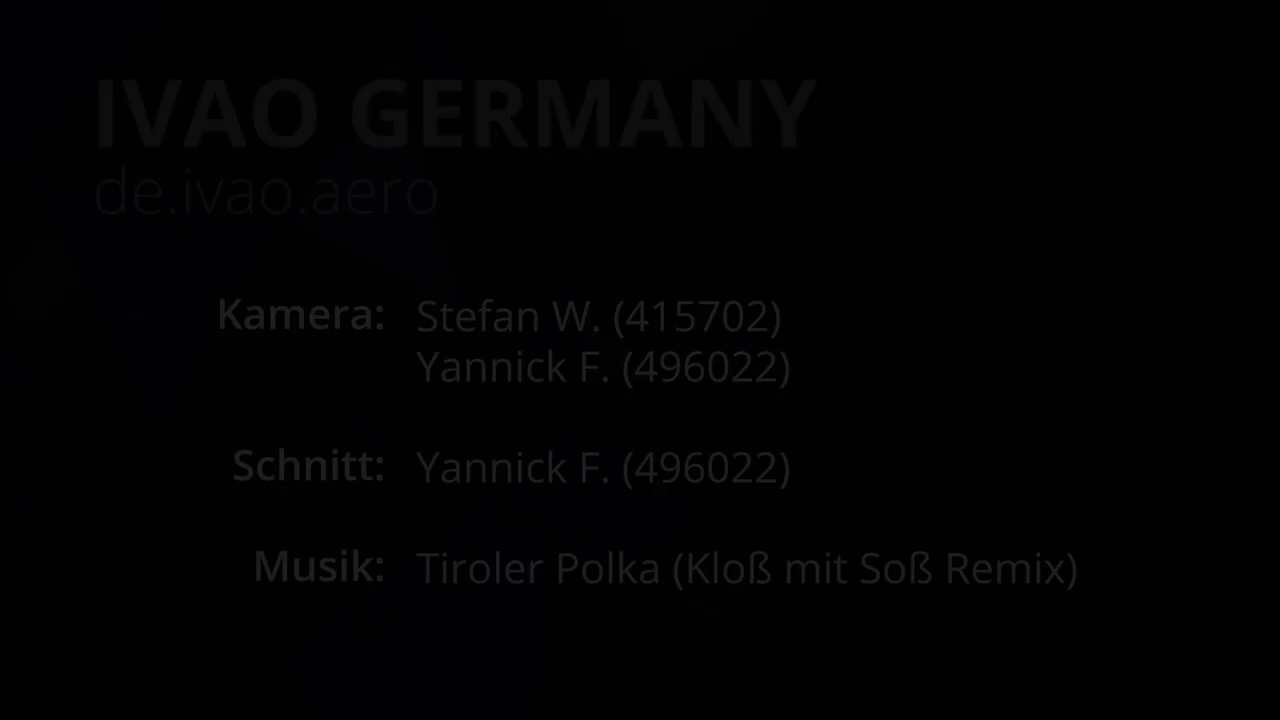 IVAO GERMANY
de.ivao.aero
Kamera: Stefan W. (415702)
Yannick F. (496022)
Schnitt: Yannick F. (496022)
Musik: Tiroler Polka (Kloß mit Soß Remix)